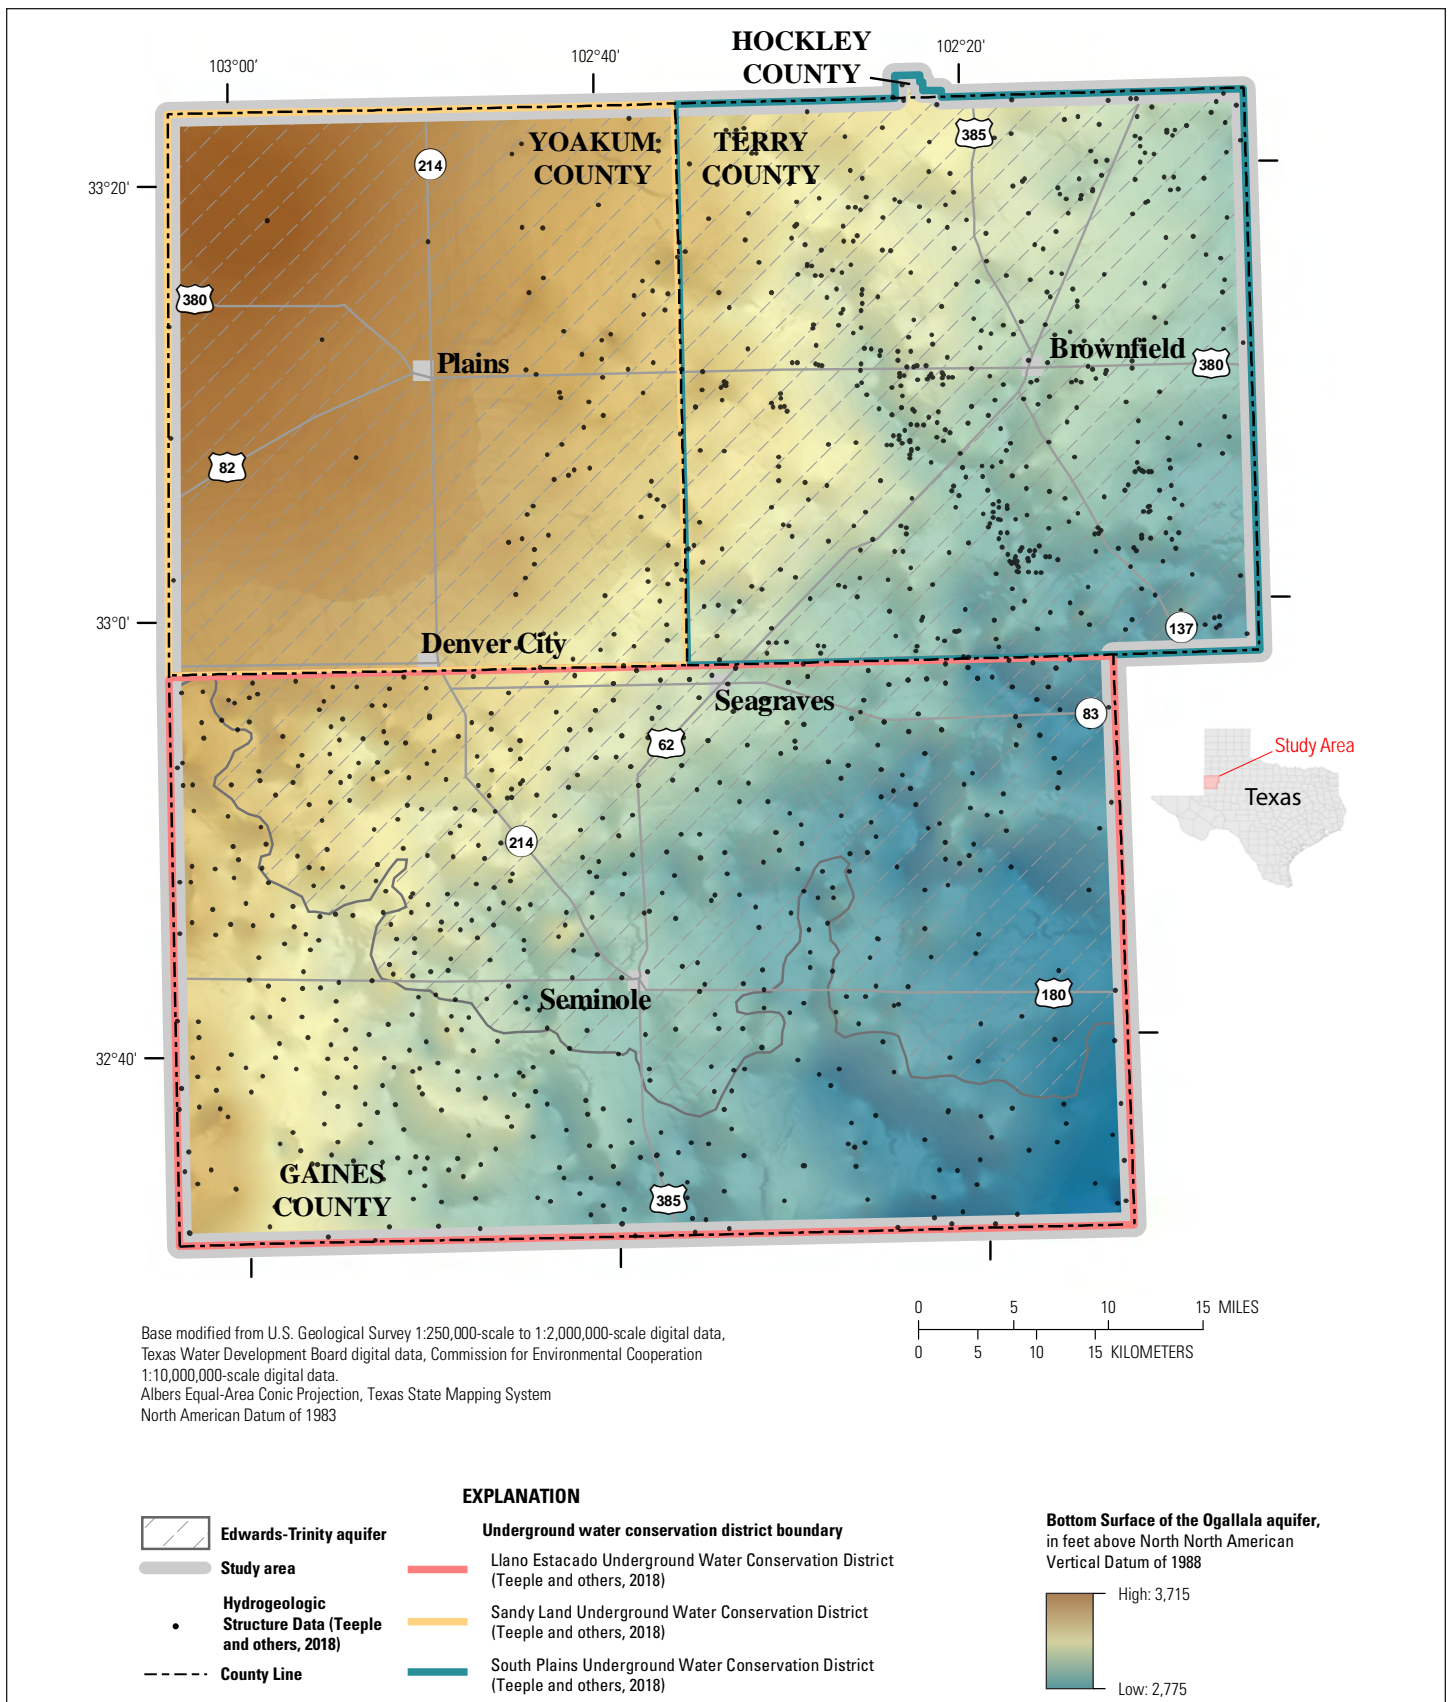 HOCKLEY
COUNTY
103°00'
102°40'
102°20'
YOAKUM
COUNTY
TERRY
COUNTY
385
214
33°20'
380
Plains
Brownfield
380
82
33°0'
Denver City
137
Seagraves
83
62
Study Area
Texas
214
Seminole
180
32°40'
GAINES
COUNTY
385
0 5 10 15 MILES
0 5 10 15 KILOMETERS
Base modified from U.S. Geological Survey 1:250,000-scale to 1:2,000,000-scale digital data,
Texas Water Development Board digital data, Commission for Environmental Cooperation
1:10,000,000-scale digital data.
Albers Equal-Area Conic Projection, Texas State Mapping System
North American Datum of 1983
EXPLANATION
Edwards-Trinity aquifer
Study area
Hydrogeologic
Structure Data (Teeple
and others, 2018)
County Line
Underground water conservation district boundary
Llano Estacado Underground Water Conservation District
(Teeple and others, 2018)
Sandy Land Underground Water Conservation District
(Teeple and others, 2018)
South Plains Underground Water Conservation District
(Teeple and others, 2018)
Bottom Surface of the Ogallala aquifer,
in feet above North North American
Vertical Datum of 1988
High: 3,715
Low: 2,775